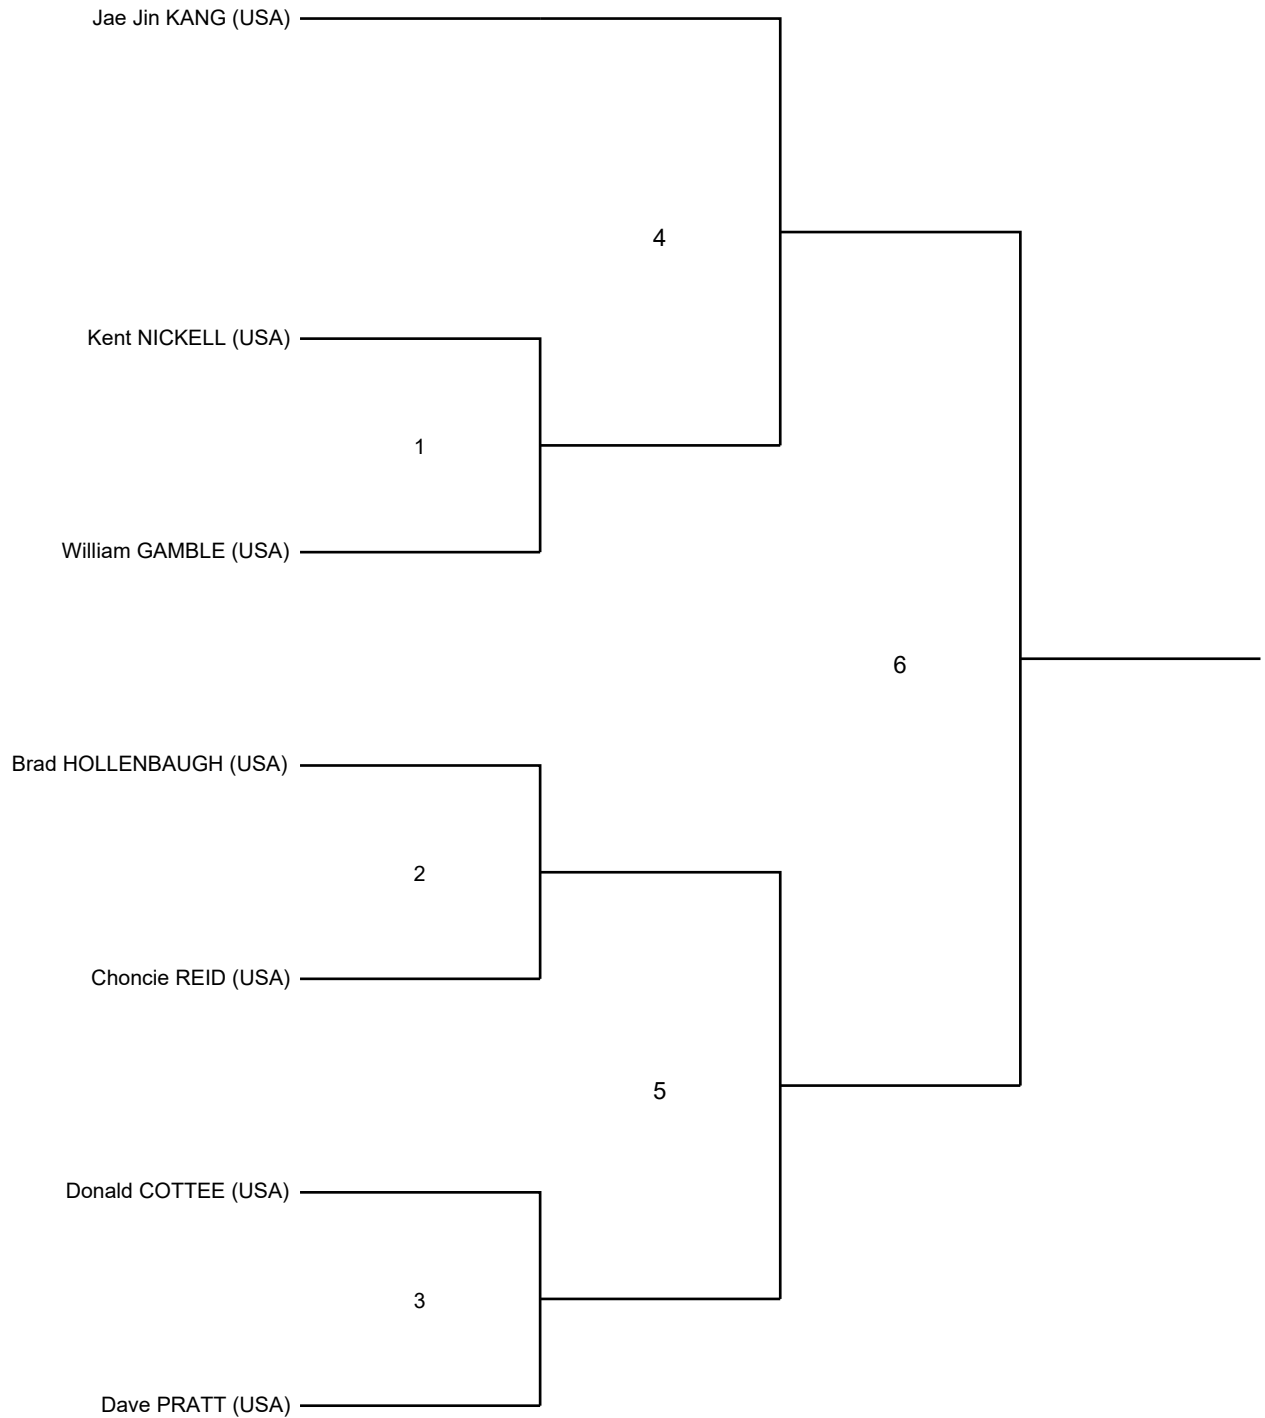 Jae Jin KANG (USA)
4
Kent NICKELL (USA)
1
William GAMBLE (USA)
6
Brad HOLLENBAUGH (USA)
2
Choncie REID (USA)
5
Donald COTTEE (USA)
3
Dave PRATT (USA)